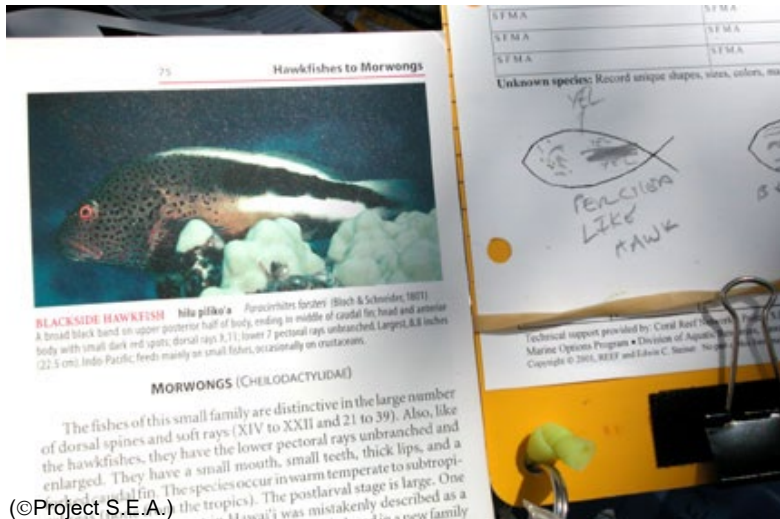 75 Hawkfishes to Morwongs
BLACKSIDE HAWKFISH hilu piliko'a Paracirrhites forsteri (Bloch & Schneider, 1801)
A broad black band on upper posterior half of body, ending in middle of caudal fin; head and anterior
body with small dark red spots; dorsal rays X,11; lower 7 pectoral rays unbranched. Largest, 8.8 inches
(22.5 cm). Indo-Pacific; feeds mainly on small fishes, occasionally on crustaceans.
MORWONGS (CHEILODACTYLIDAE)
The fishes of this small family are distinctive in the large number
of dorsal spines and soft rays (XIV to XXII and 21 to 39). Also, like
the hawkfishes, they have the lower pectoral rays unbranched and
enlarged. They have a small mouth, small teeth, thick lips, and a
caudal fin. The species occur in warm temperate to subtropi-
the tropics). The postlarval stage is large. One
in Hawai'i was mistakenly described as a
new family
SFMA SFMA
SFMA SFMA
SFMA SFMA
Unknown species: Record unique shapes, sizes, colors,
YEL
YEL
YEL
LIKE
HAWK
B
Technical support provided by: Coral Reef
Marine Options Program • Division of Aquatic
Copyright © 2001, REEF and Edwin C.
(©Project S.E.A.)